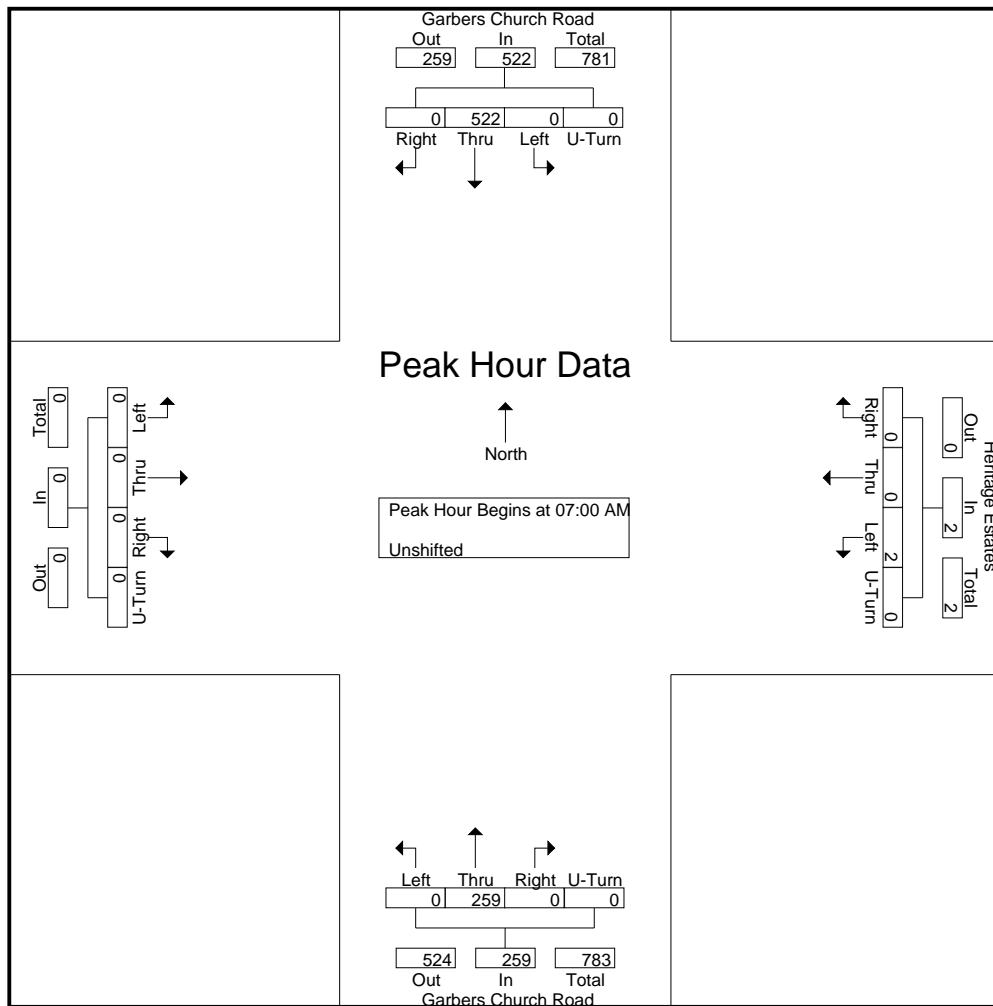 Garbers Church Road
Out In Total
259 522 781
0 522 0 0
Right Thru Left U-Turn
Peak Hour Data
North
Peak Hour Begins at 07:00 AM
Unshifted
Total In Out
0 0 0
0 0 0 0
Left Thru Right U-Turn
Heritage Estates
Out In Total
0 2 2
0 0 2 0
Right Thru Left U-Turn
Left Thru Right U-Turn
0 259 0 0
524 259 783
Out In Total
Garbers Church Road